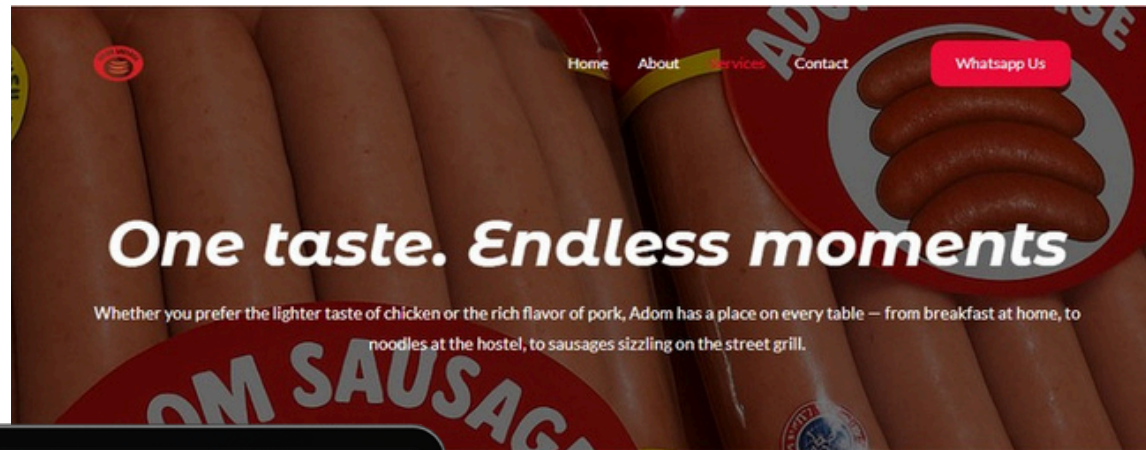 Home About Services Contact Whatsapp Us
ADOM
AGE
One taste. Endless moments
Whether you prefer the lighter taste of chicken or the rich flavor of pork, Adom has a place on every table — from breakfast at home, to
noodles at the hostel, to sausages sizzling on the street grill.
OM SAUSAG